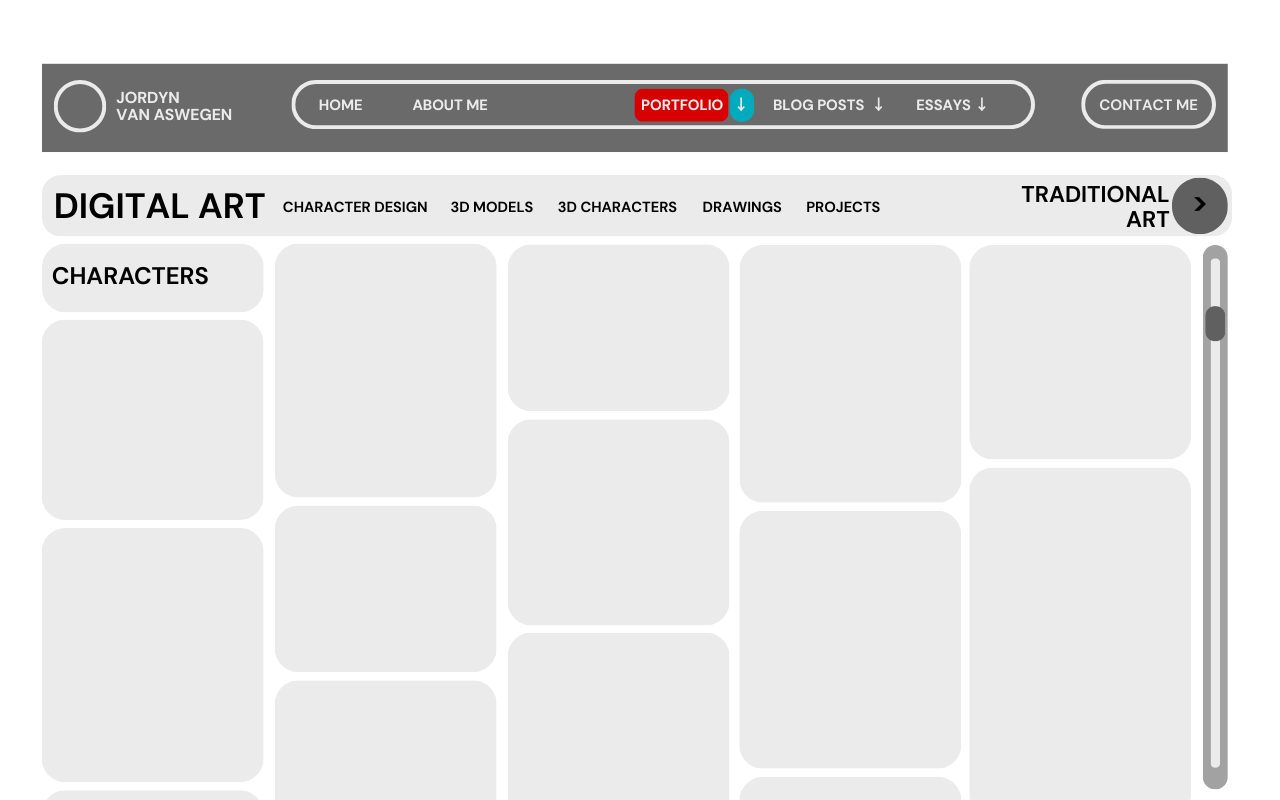 JORDYN
VAN ASWEGEN
HOME ABOUT ME PORTFOLIO ↓ BLOG POSTS ↓ ESSAYS ↓ CONTACT ME
DIGITAL ART CHARACTER DESIGN 3D MODELS 3D CHARACTERS DRAWINGS PROJECTS
TRADITIONAL
ART ›
CHARACTERS